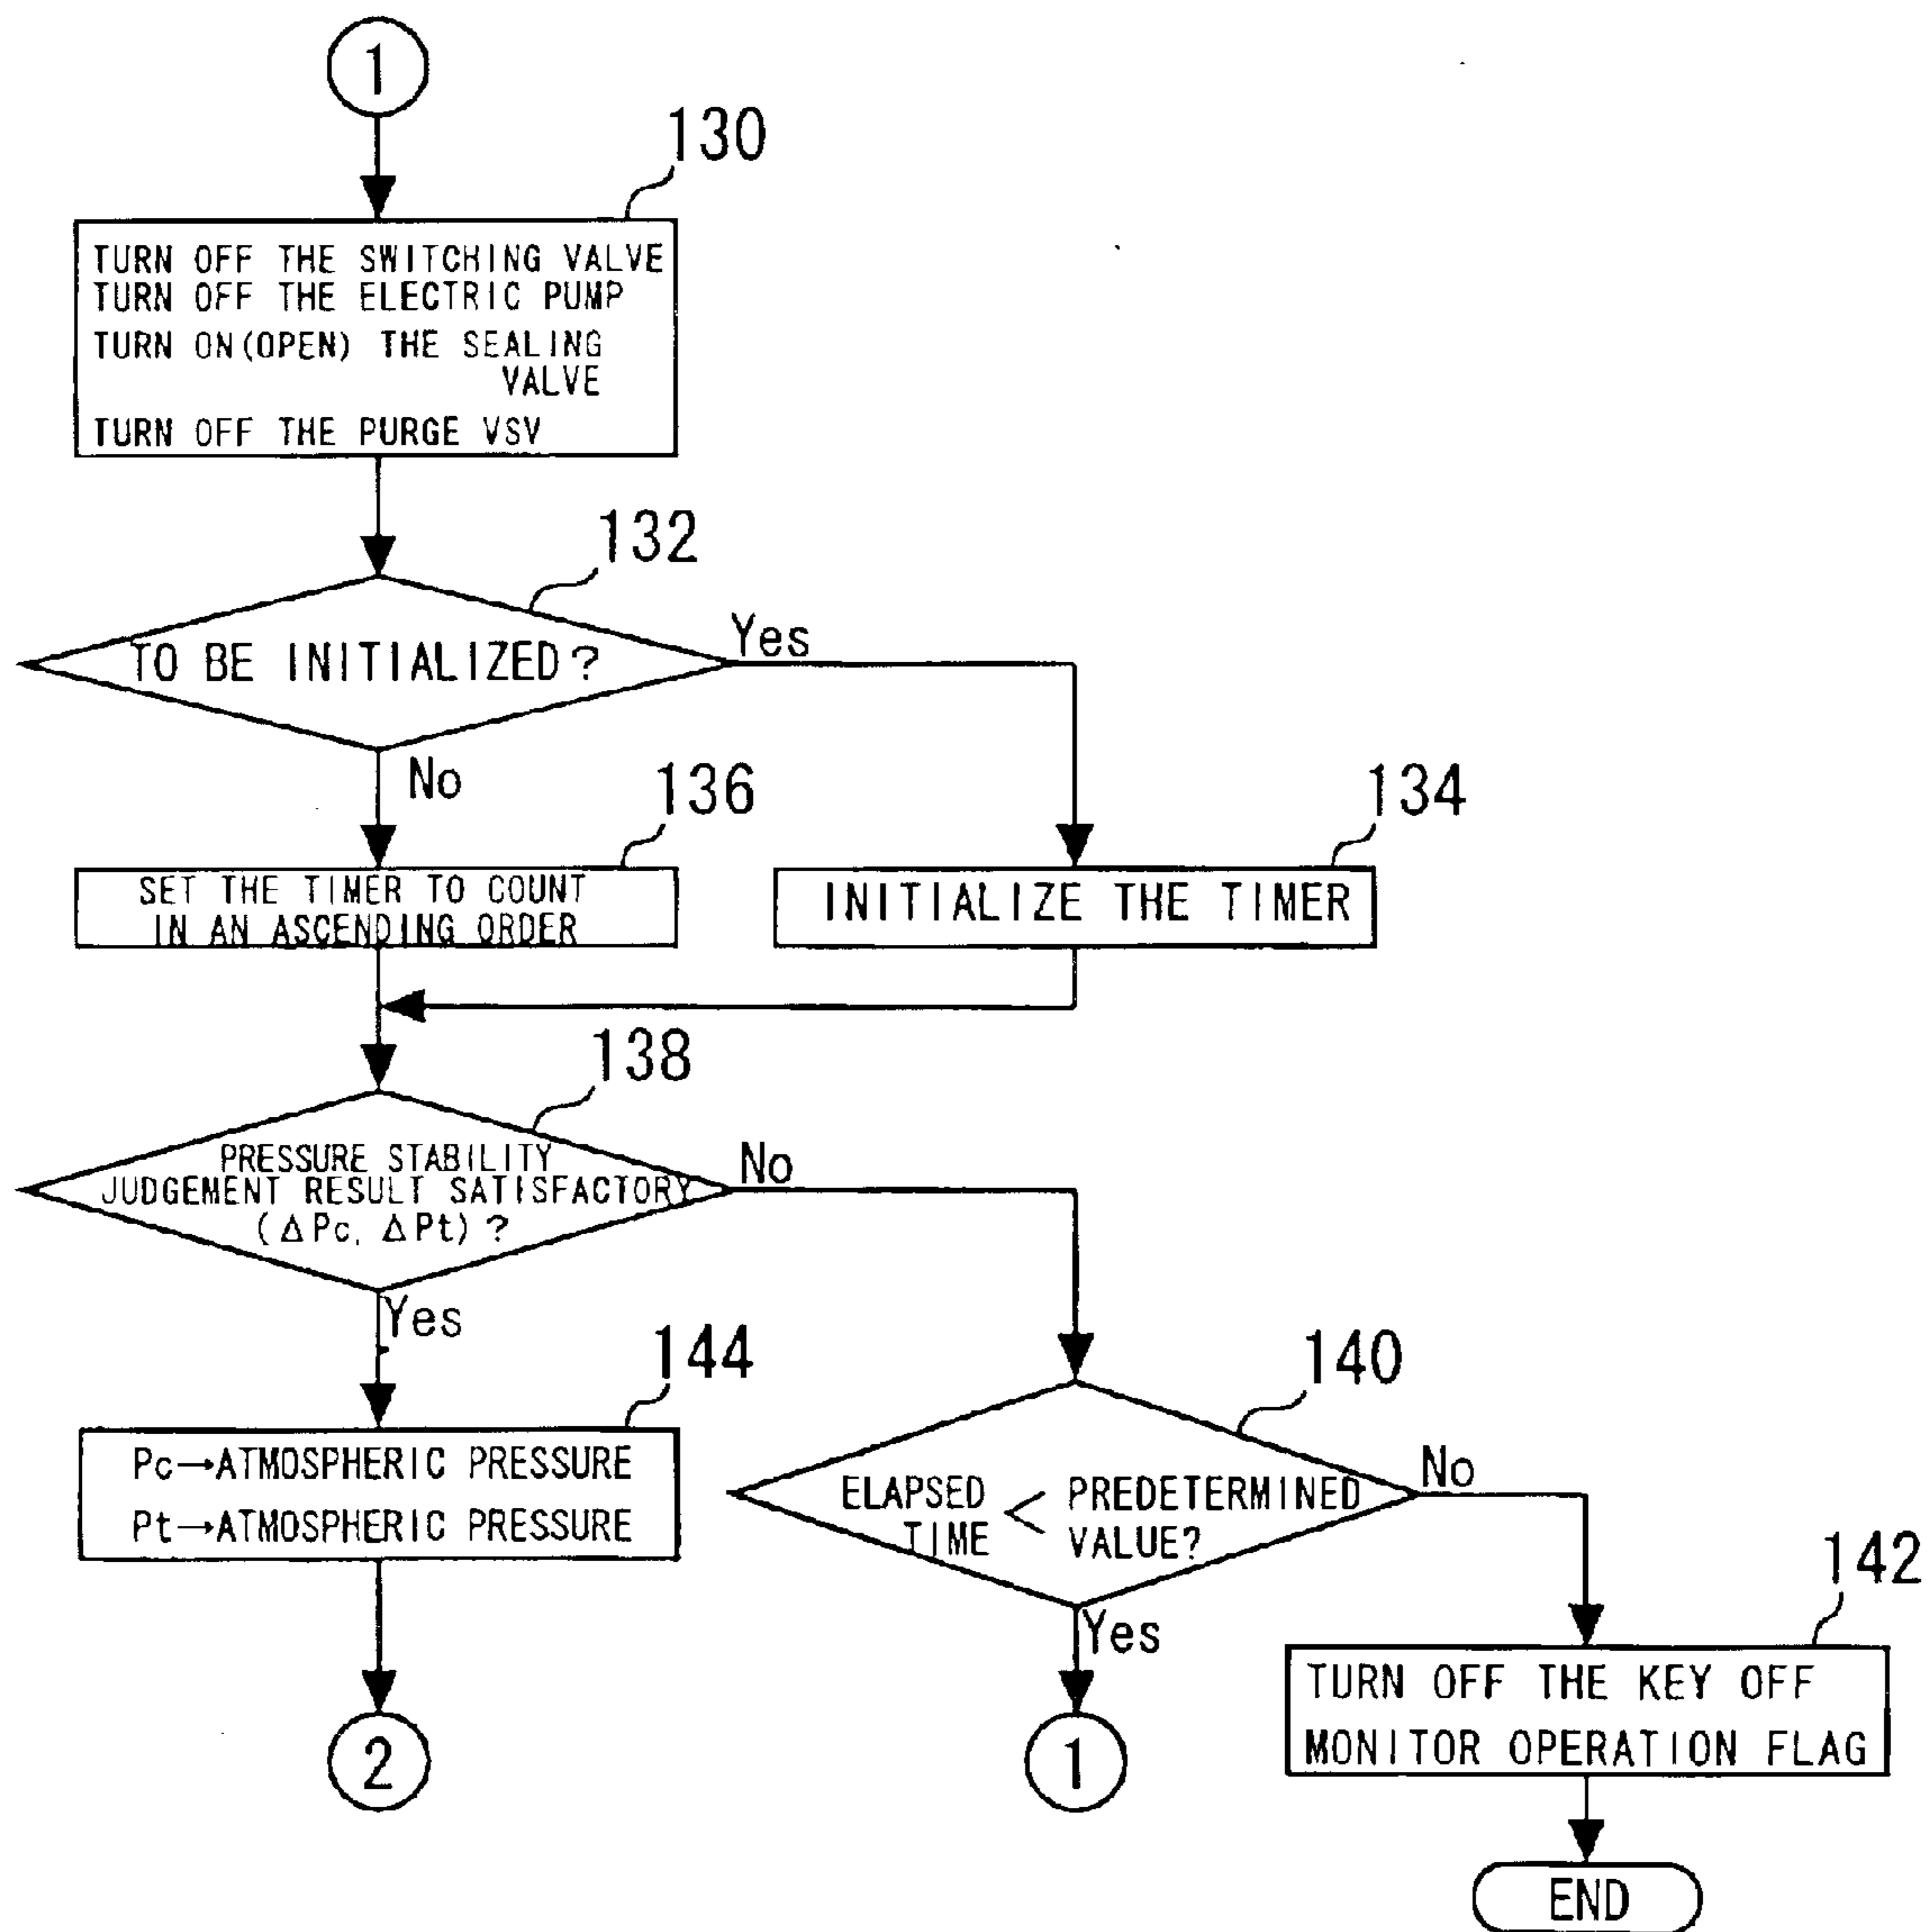 1
130
TURN OFF THE SWITCHING VALVE
TURN OFF THE ELECTRIC PUMP
TURN ON(OPEN) THE SEALING
VALVE
TURN OFF THE PURGE VSV
132
TO BE INITIALIZED?
Yes
No
136
134
SET THE TIMER TO COUNT
IN AN ASCENDING ORDER
INITIALIZE THE TIMER
138
PRESSURE STABILITY
JUDGEMENT RESULT SATISFACTORY
(ΔPc, ΔPt)?
No
Yes
144
140
Pc→ATMOSPHERIC PRESSURE
Pt→ATMOSPHERIC PRESSURE
ELAPSED TIME < PREDETERMINED VALUE?
No
Yes
142
TURN OFF THE KEY OFF
MONITOR OPERATION FLAG
2
1
END